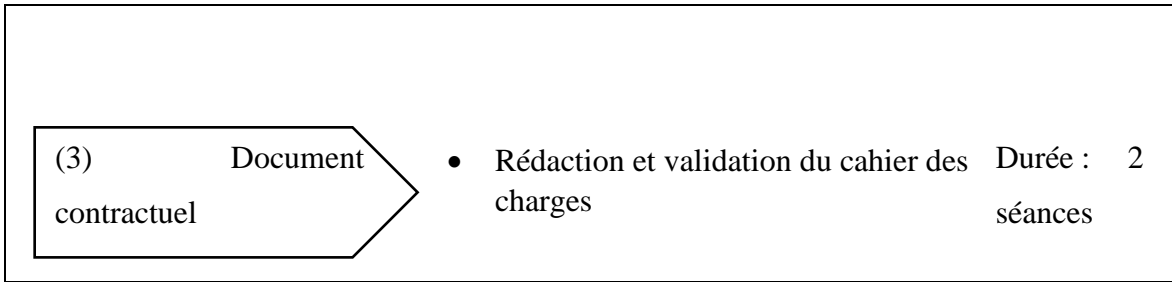 (3) Document
contractuel
• Rédaction et validation du cahier des
charges
Durée : 2
séances